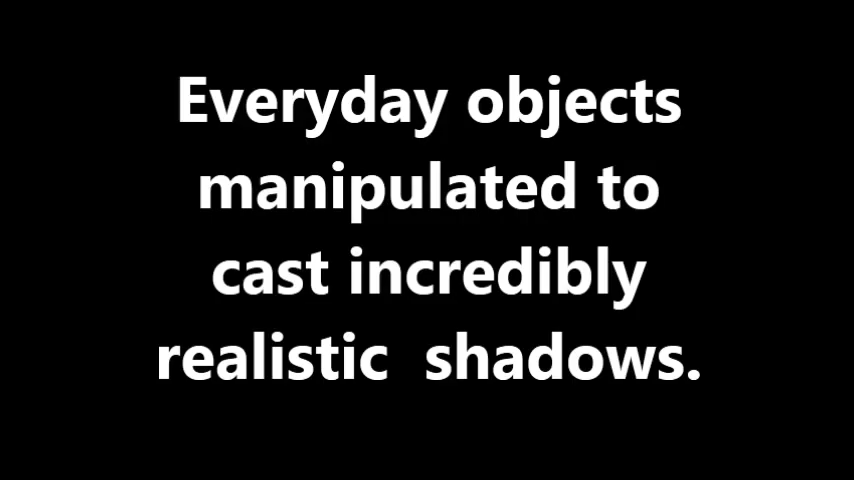 Everyday objects
manipulated to
cast incredibly
realistic  shadows.